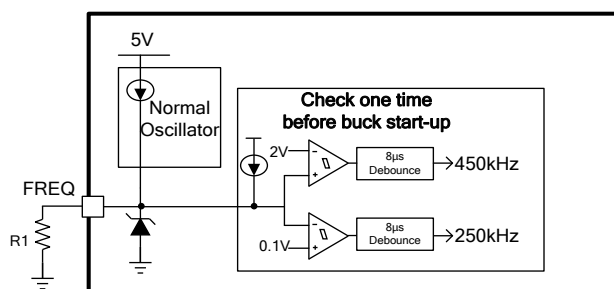 5V
Normal
Oscillator
Check one time
before buck start-up
2V
8µs
Debounce
450kHz
FREQ
R1
0.1V
8µs
Debounce
250kHz